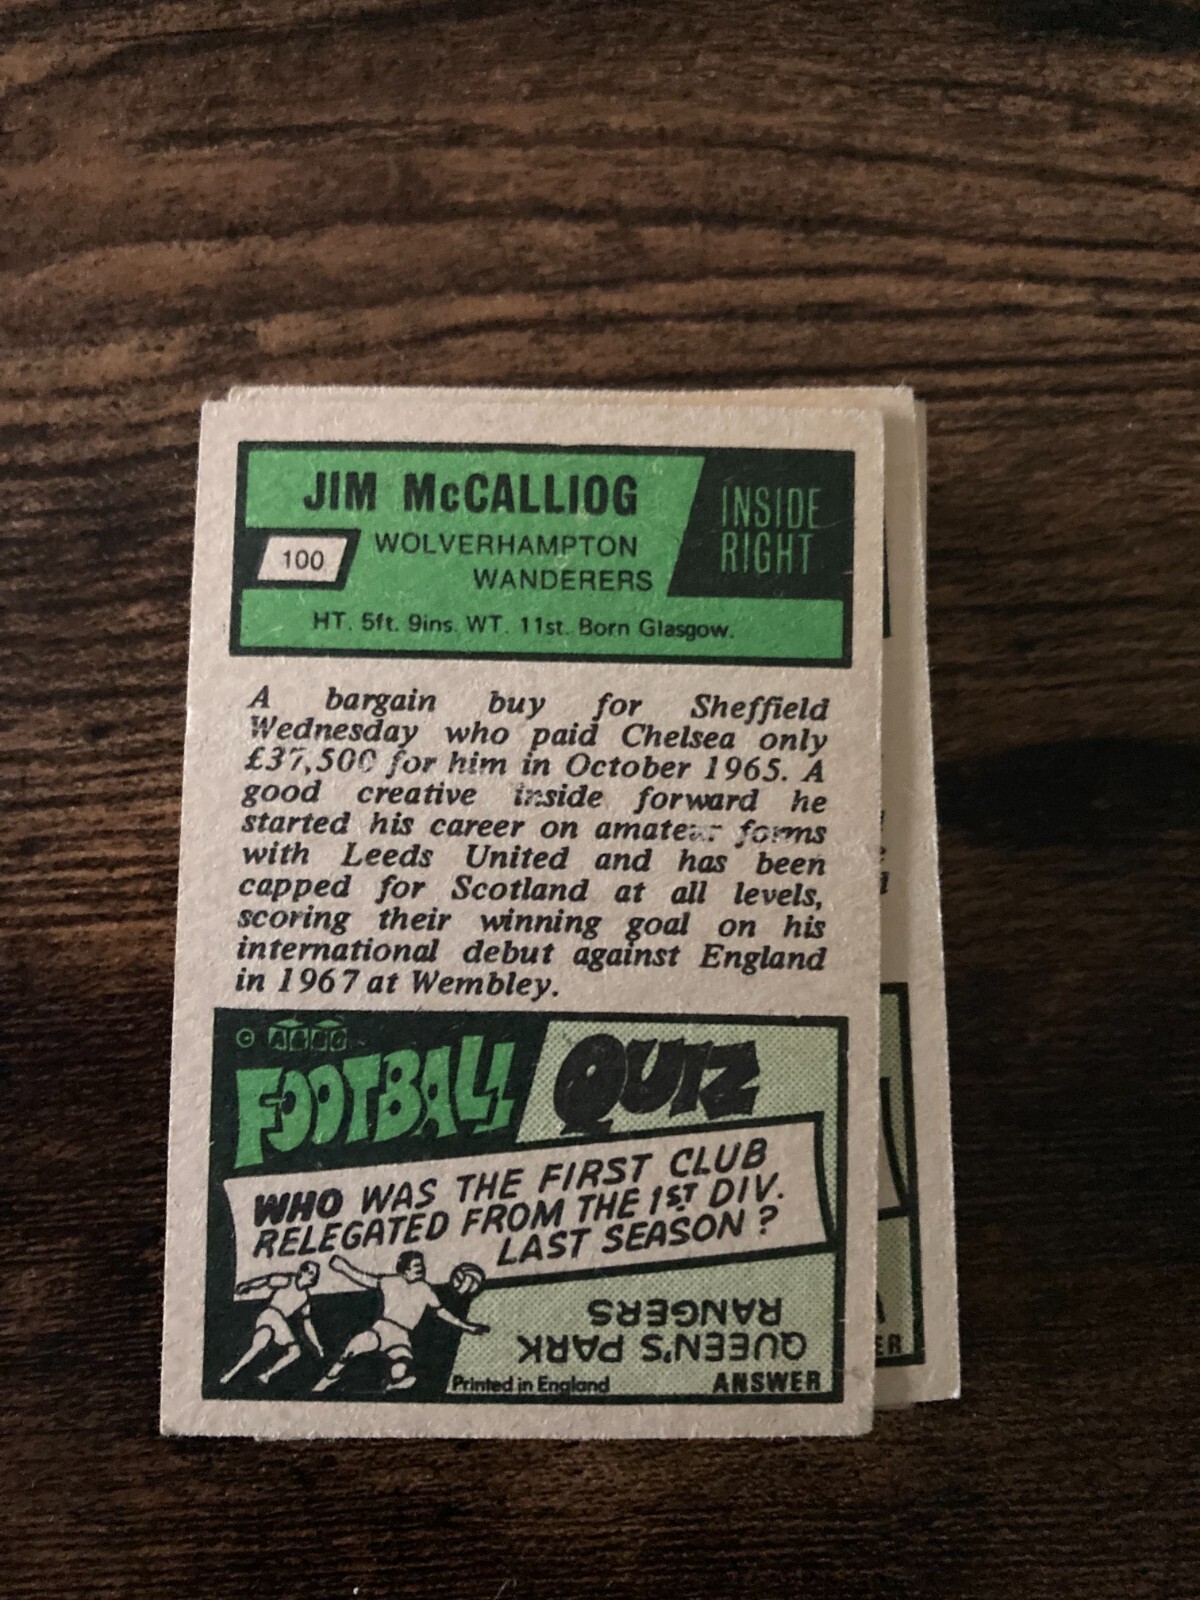 JIM McCALLIOG
INSIDE
RIGHT
100
WOLVERHAMPTON
WANDERERS
HT. 5ft. 9ins. WT. 11st. Born Glasgow.
A bargain buy for Sheffield
Wednesday who paid Chelsea only
£37,500 for him in October 1965. A
good creative inside forward he
started his career on amateur forms
with Leeds United and has been
capped for Scotland at all levels,
scoring their winning goal on his
international debut against England
in 1967 at Wembley.
© A&BC
FOOTBALL QUIZ
WHO WAS THE FIRST CLUB
RELEGATED FROM THE 1ST DIV.
LAST SEASON?
QUEEN'S PARK
RANGERS
Printed in England
ANSWER
ER